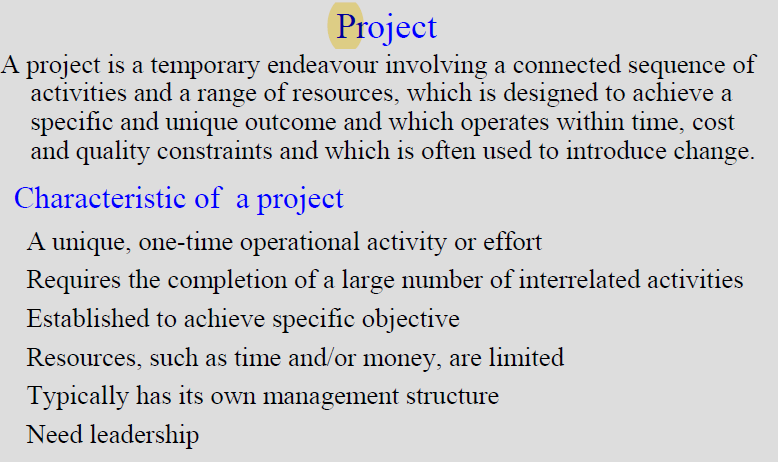 Project
A project is a temporary endeavour involving a connected sequence of
activities and a range of resources, which is designed to achieve a
specific and unique outcome and which operates within time, cost
and quality constraints and which is often used to introduce change.
Characteristic of a project
A unique, one-time operational activity or effort
Requires the completion of a large number of interrelated activities
Established to achieve specific objective
Resources, such as time and/or money, are limited
Typically has its own management structure
Need leadership